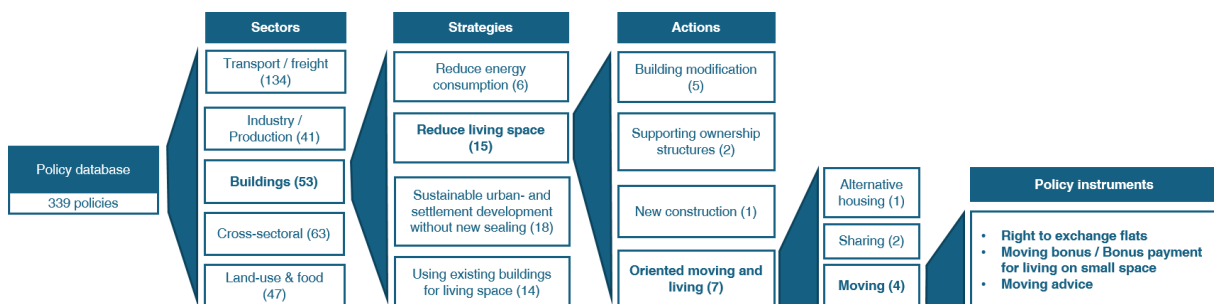 Policy database
339 policies
Sectors
Transport / freight
(134)
Industry /
Production (41)
Buildings (53)
Cross-sectoral (63)
Land-use & food
(47)
Strategies
Reduce energy
consumption (6)
Reduce living space
(15)
Sustainable urban- and
settlement development
without new sealing (18)
Using existing buildings
for living space (14)
Actions
Building modification
(5)
Supporting ownership
structures (2)
New construction (1)
Oriented moving and
living (7)
Alternative
housing (1)
Sharing (2)
Moving (4)
Policy instruments
• Right to exchange flats
• Moving bonus / Bonus payment
for living on small space
• Moving advice